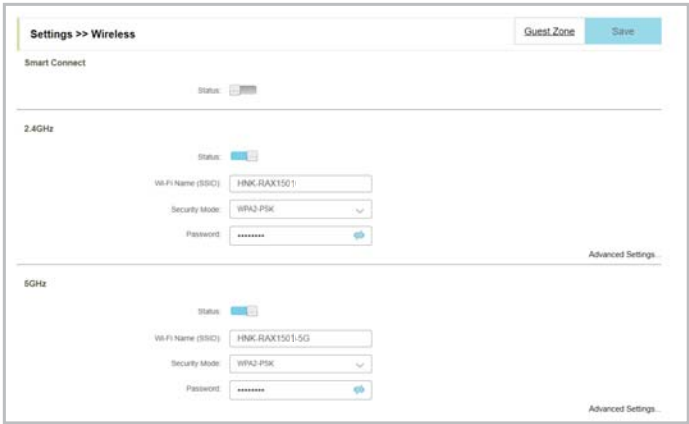 Settings >> Wireless
Guest Zone
Save
Smart Connect
Status:
2.4GHz
Status:
Wi-Fi Name (SSID): HNK-RAX1501
Security Mode: WPA2-PSK
Password: ••••••••
Advanced Settings...
5GHz
Status:
Wi-Fi Name (SSID): HNK-RAX1501-5G
Security Mode: WPA2-PSK
Password: ••••••••
Advanced Settings...